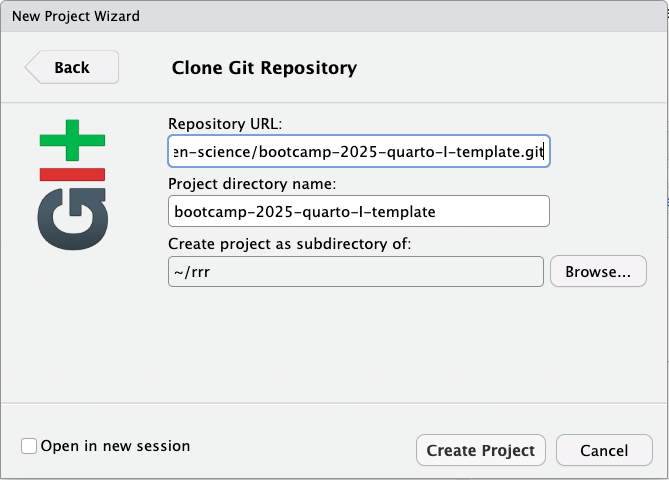 New Project Wizard
Back
Clone Git Repository
GIt
Repository URL:
en-science/bootcamp-2025-quarto-I-template.git
Project directory name:
bootcamp-2025-quarto-I-template
Create project as subdirectory of:
~/rrr
Browse...
Open in new session
Create Project
Cancel